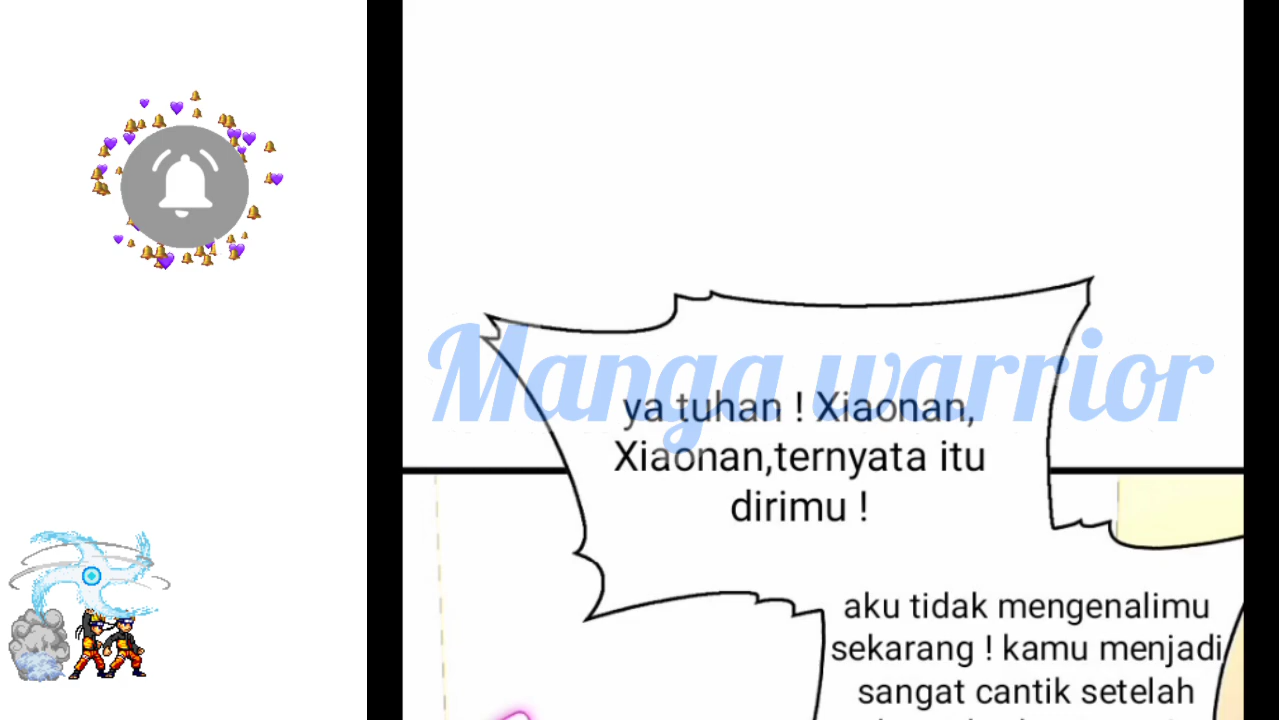 Manga warrior
ya tuhan ! Xiaonan,
Xiaonan,ternyata itu
dirimu !
aku tidak mengenalimu
sekarang ! kamu menjadi
sangat cantik setelah